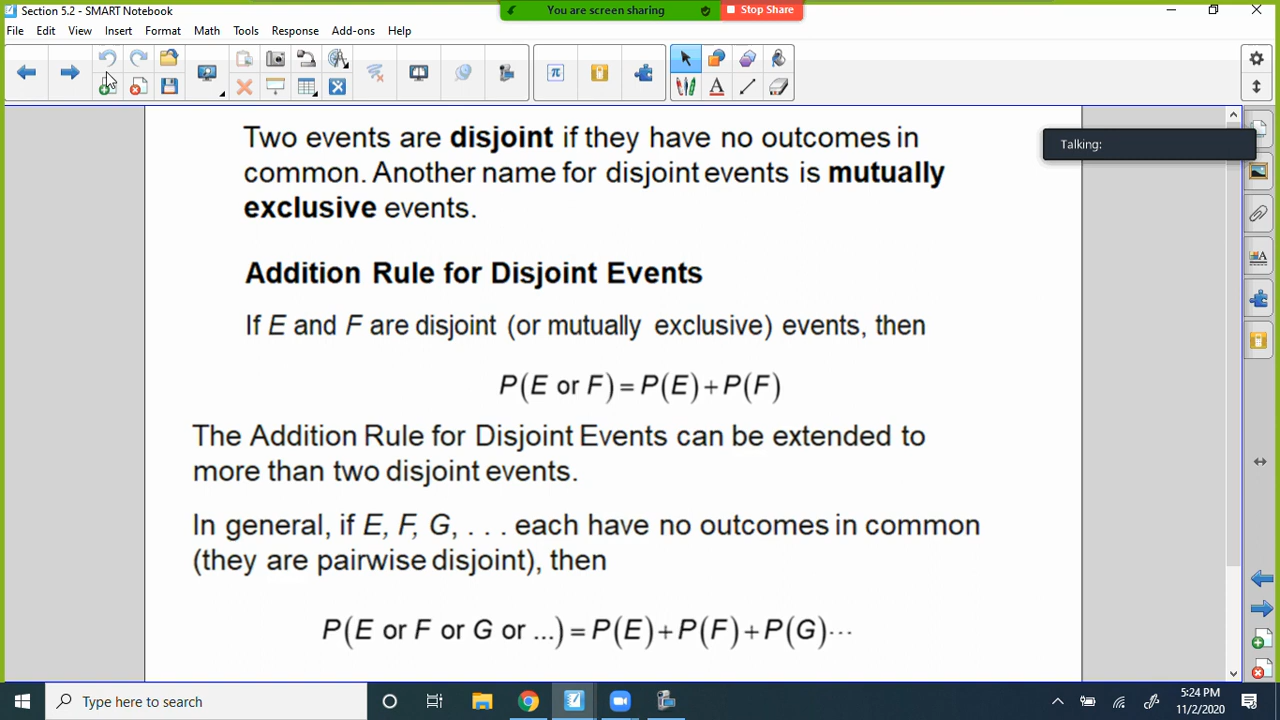 Section 5.2 - SMART Notebook
You are screen sharing
Stop Share
File Edit View Insert Format Math Tools Response Add-ons Help
Talking:
Two events are disjoint if they have no outcomes in
common. Another name for disjoint events is mutually
exclusive events.
Addition Rule for Disjoint Events
If E and F are disjoint (or mutually exclusive) events, then
P(E or F) = P(E) + P(F)
The Addition Rule for Disjoint Events can be extended to
more than two disjoint events.
In general, if E, F, G, . . . each have no outcomes in common
(they are pairwise disjoint), then
P(E or F or G or ...) = P(E) + P(F) + P(G)⋯
Type here to search
5:24 PM
11/2/2020